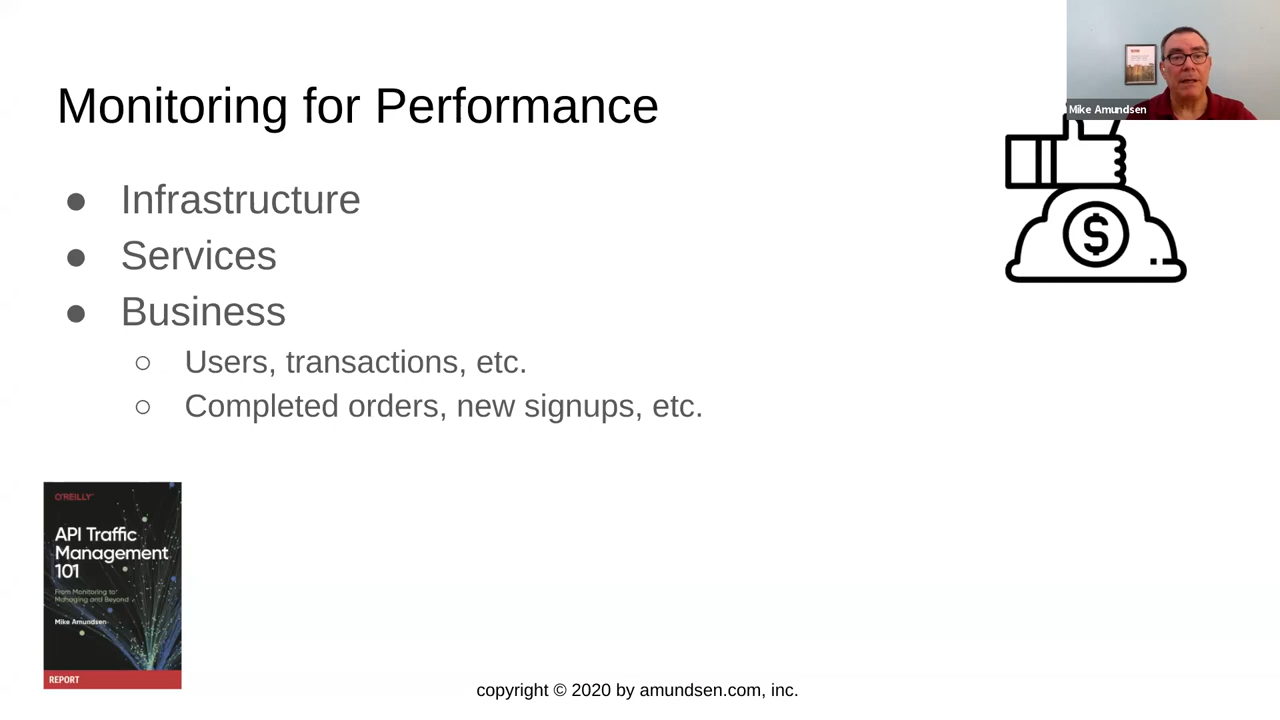 Mike Amundsen
Monitoring for Performance
● Infrastructure
● Services
● Business
○ Users, transactions, etc.
○ Completed orders, new signups, etc.
$
O'REILLY
API Traffic
Management
101
From Monitoring to
Managing and Beyond
Mike Amundsen
REPORT
copyright © 2020 by amundsen.com, inc.